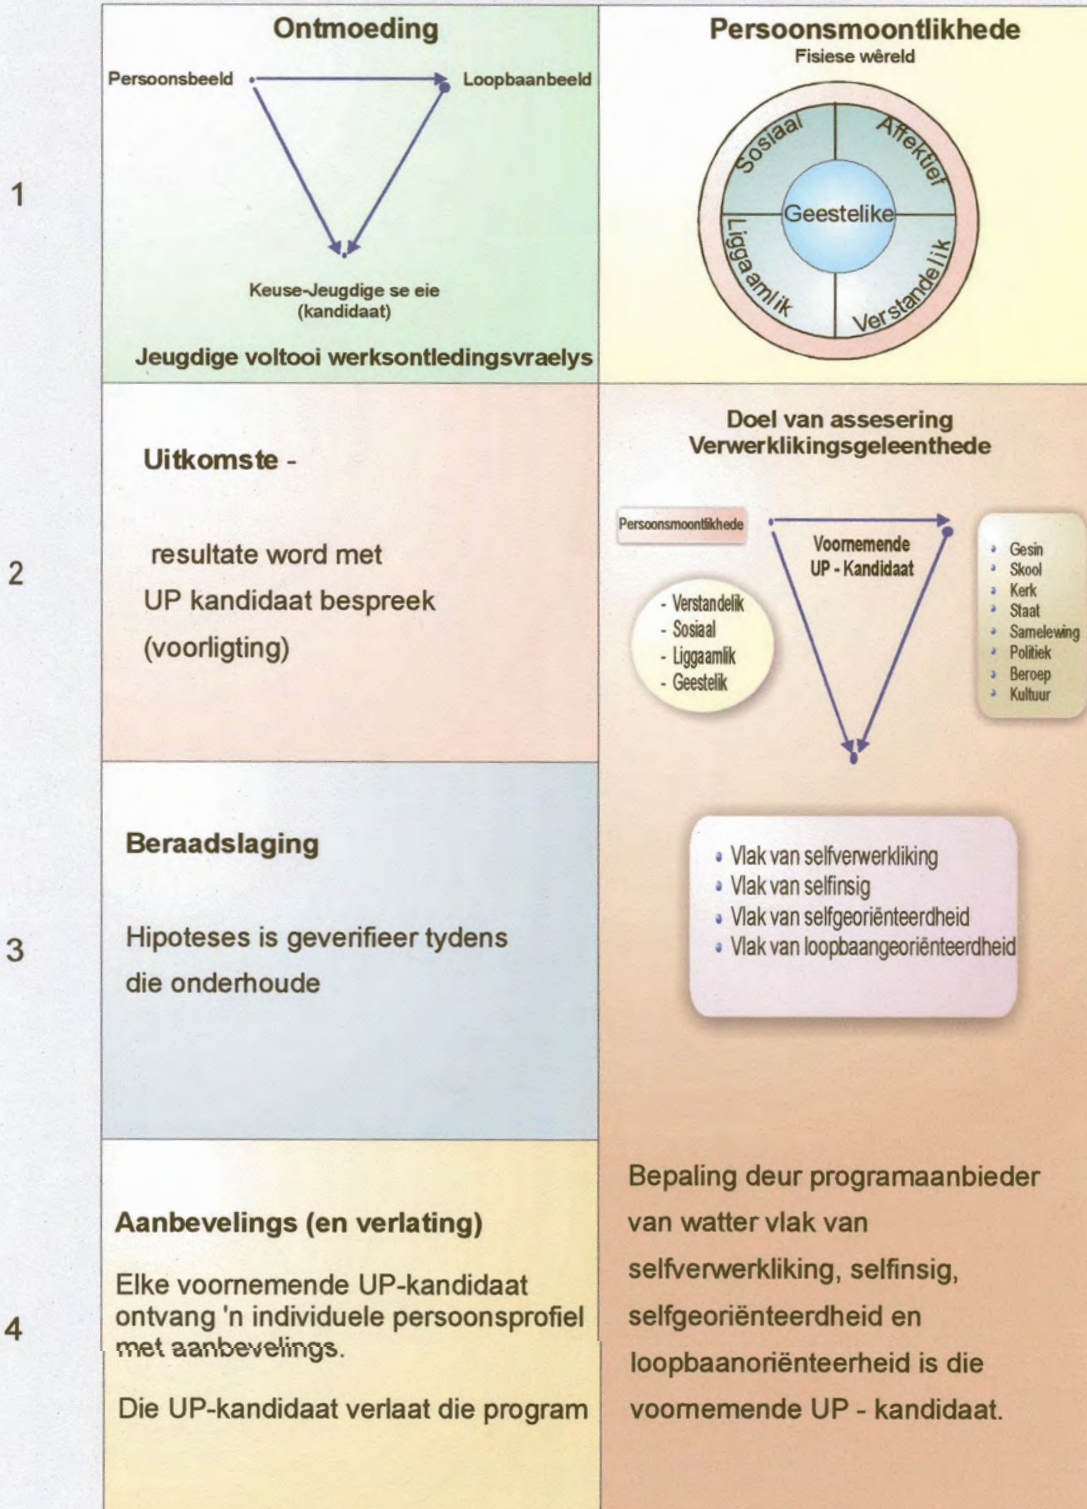 1
Ontmoeding
Persoonsbeeld
Loopbaanbeeld
Keuse-Jeugdige se eie
(kandidaat)
Jeugdige voltooi werksontledingsvraelys
Persoonsmoontlikhede
Fisiese wêreld
Sosiaal
Affektief
Geestelike
Liggaamlik
Verstandelik
2
Uitkomste -
resultate word met
UP kandidaat bespreek
(voorligting)
Doel van assesering
Verwerklikingsgeleenthede
Persoonsmoontlikhede
Voornemende
UP - Kandidaat
- Verstandelik
- Sosiaal
- Liggaamlik
- Geestelik
Gesin
Skool
Kerk
Staat
Samelewing
Politiek
Beroep
Kultuur
3
Beraadslaging
Hipoteses is geverifieer tydens
die onderhoude
Vlak van selfverwerkliking
Vlak van selfinsig
Vlak van selfgeoriënteerdheid
Vlak van loopbaangeoriënteerdheid
4
Aanbevelings (en verlating)
Elke voornemende UP-kandidaat
ontvang 'n individuele persoonsprofiel
met aanbevelings.
Die UP-kandidaat verlaat die program
Bepaling deur programaanbieder
van watter vlak van
selfverwerkliking, selfinsig,
selfgeoriënteerdheid en
loopbaanoriënteerheid is die
voornemende UP - kandidaat.